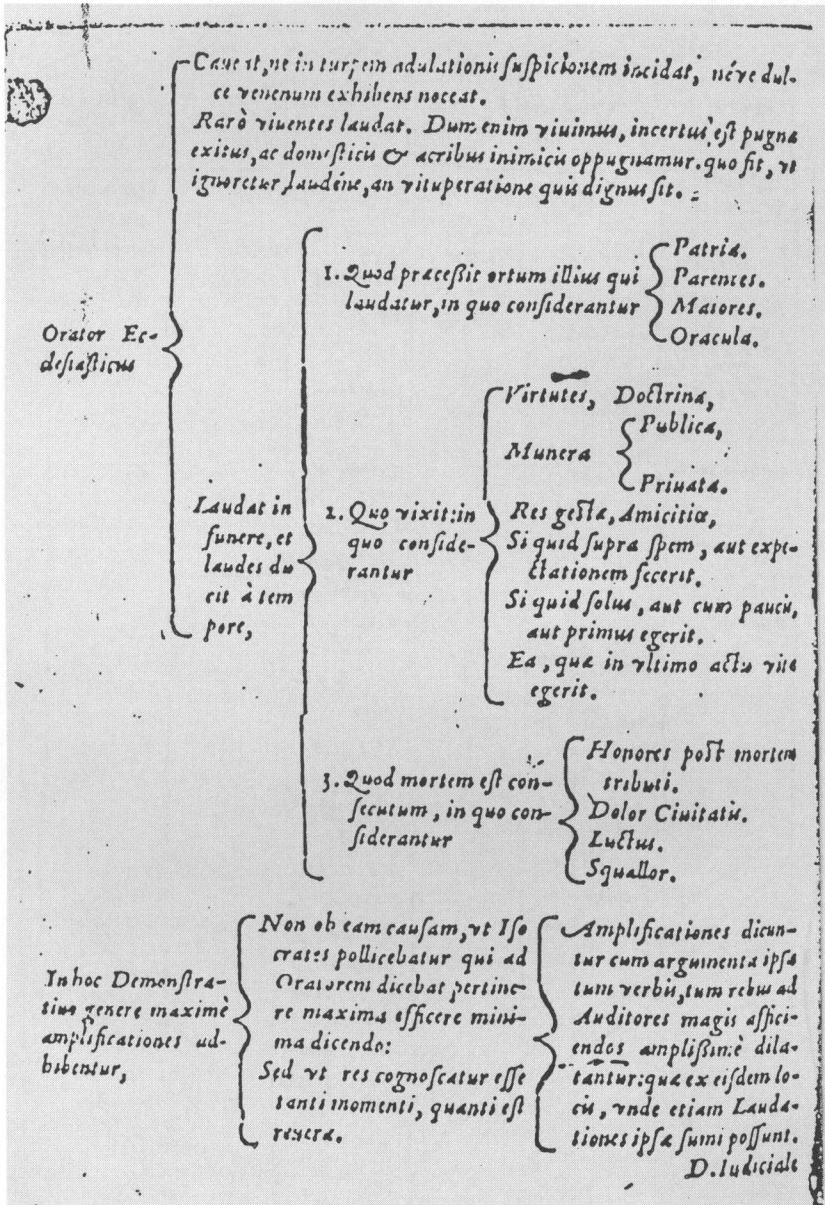 Caueat, ne in turpem adulationis suspicionem incidat, néve dul-
ce venenum exhibens noceat.
Rarò viuentes laudat. Dum enim viuimus, incertus est pugna
exitus, ac domesticis & acribus inimicis oppugnamur. quo fit, vt
ignoretur, laudéne, an vituperatione quis dignus sit.
Orator Ec-
clesiasticus
Laudat in
funere, et
laudes du
cit à tem
pore,
1. Quod præceßit ortum illius qui
laudatur, in quo considerantur
Patria.
Parentes.
Maiores.
Oracula.
2. Quo vixit: in
quo conside-
rantur
Virtutes, Doctrina,
Munera
Publica,
Priuata.
Res gesta, Amicitiæ,
Si quid supra spem, aut expe-
ctationem fecerit.
Si quid solus, aut cum paucis,
aut primus egerit.
Ea, quæ in vltimo actu vitæ
egerit.
3. Quod mortem est con-
secutum, in quo con-
siderantur
Honores post mortem
tributi.
Dolor Ciuitatis.
Luctus.
Squallor.
In hoc Demonstra-
tiuo genere maximè
amplificationes ad-
hibentur,
Non ob eam causam, vt Iso
crates pollicebatur qui ad
Oratorem dicebat pertine-
re maxima efficere mini-
ma dicendo:
Sed vt res cognoscatur esse
tanti momenti, quanti est
reuera.
Amplificationes dicun-
tur cum argumenta ipsa
tum verbis, tum rebus ad
Auditores magis affici-
endos amplißimè dila-
tantur: quæ ex eisdem lo-
cis, vnde etiam Lauda-
tiones ipsæ sumi possunt.
D. Iudiciale